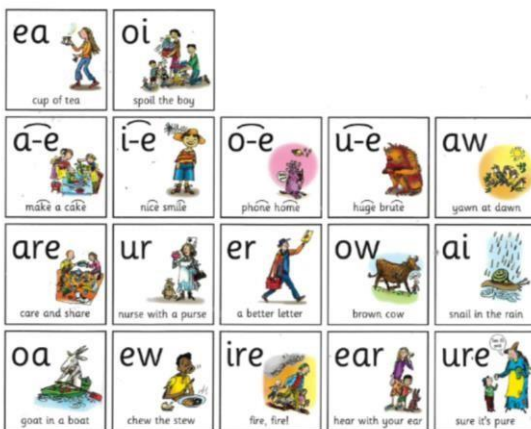 ea oi
cup of tea spoil the boy
a-e i-e o-e u-e aw
make a cake nice smile phone home huge brute yawn at dawn
are ur er ow ai
care and share nurse with a purse a better letter brown cow snail in the rain
oa ew ire ear ure
goat in a boat chew the stew fire, fire! hear with your ear sure it's pure